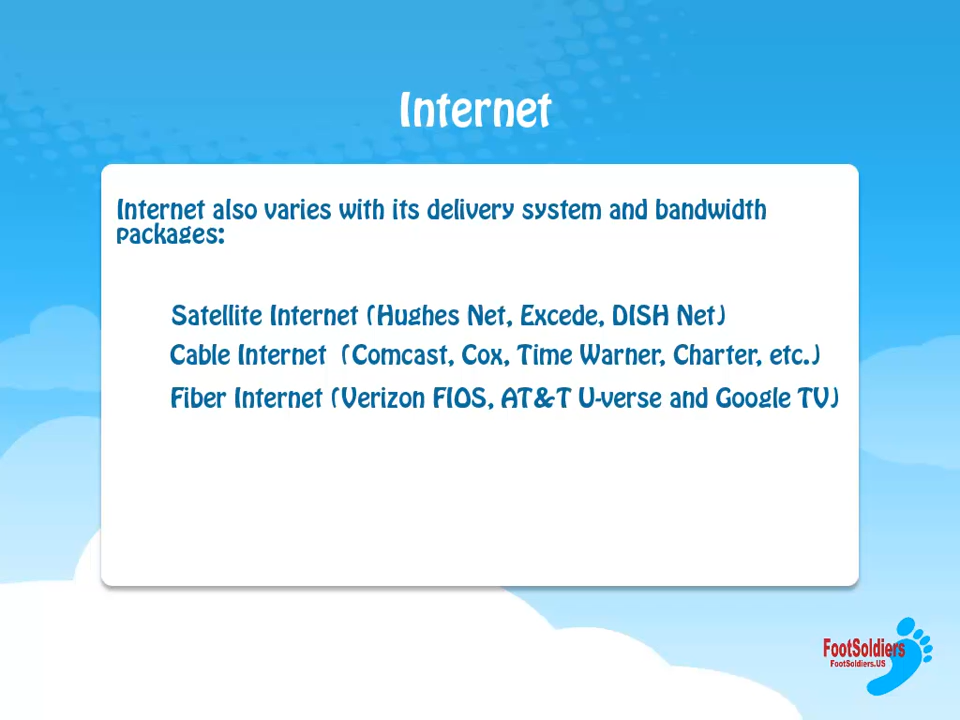 Internet
Internet also varies with its delivery system and bandwidth
packages:
Satellite Internet (Hughes Net, Excede, DISH Net)
Cable Internet (Comcast, Cox, Time Warner, Charter, etc.)
Fiber Internet (Verizon FIOS, AT&T U-verse and Google TV)
FootSoldiers
FootSoldiers.US